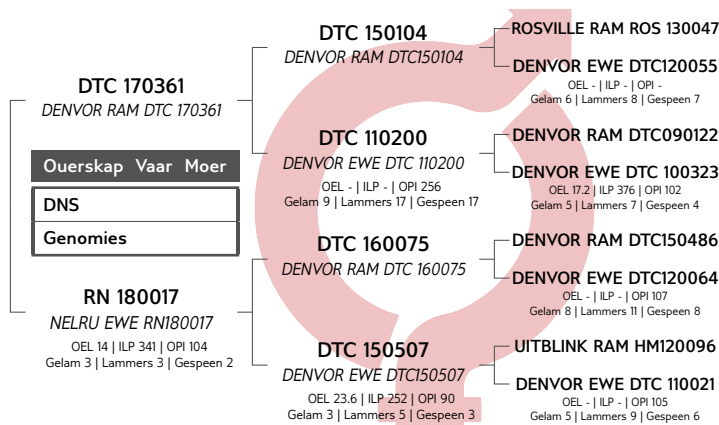 DTC 170361
DENVOR RAM DTC 170361
Ouerskap Vaar Moer
DNS
Genomies
RN 180017
NELRU EWE RN180017
OEL 14 | ILP 341 | OPI 104
Gelam 3 | Lammers 3 | Gespeen 2
DTC 150104
DENVOR RAM DTC150104
DTC 110200
DENVOR EWE DTC 110200
OEL - | ILP - | OPI 256
Gelam 9 | Lammers 17 | Gespeen 17
DTC 160075
DENVOR RAM DTC 160075
DTC 150507
DENVOR EWE DTC150507
OEL 23.6 | ILP 252 | OPI 90
Gelam 3 | Lammers 5 | Gespeen 3
ROSVILLE RAM ROS 130047
DENVOR EWE DTC120055
OEL - | ILP - | OPI -
Gelam 6 | Lammers 8 | Gespeen 7
DENVOR RAM DTC090122
DENVOR EWE DTC 100323
OEL 17.2 | ILP 376 | OPI 102
Gelam 5 | Lammers 7 | Gespeen 4
DENVOR RAM DTC150486
DENVOR EWE DTC120064
OEL - | ILP - | OPI 107
Gelam 8 | Lammers 11 | Gespeen 8
UITBLINK RAM HM120096
DENVOR EWE DTC 110021
OEL - | ILP - | OPI 105
Gelam 5 | Lammers 9 | Gespeen 6